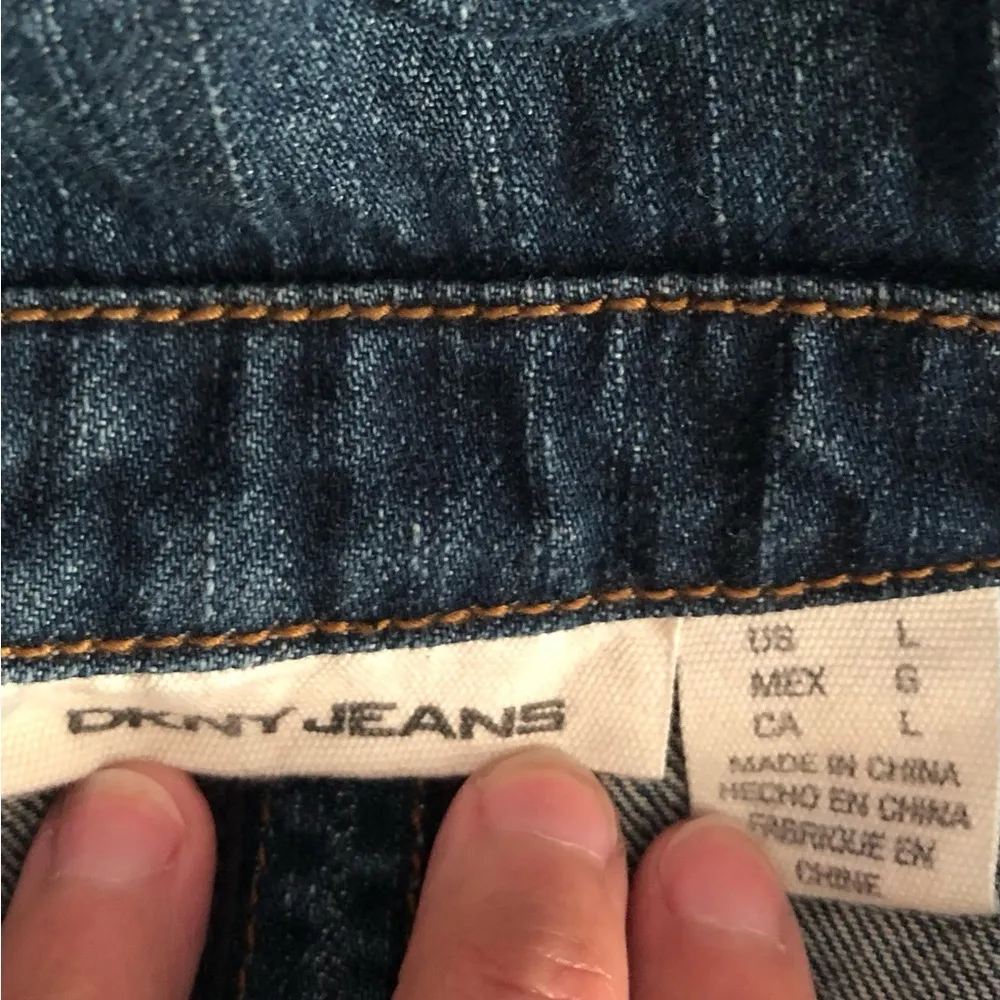 DKNY JEANS
US L
MEX G
CA L
MADE IN CHINA
HECHO EN CHINA
FABRIQUE EN
CHINE